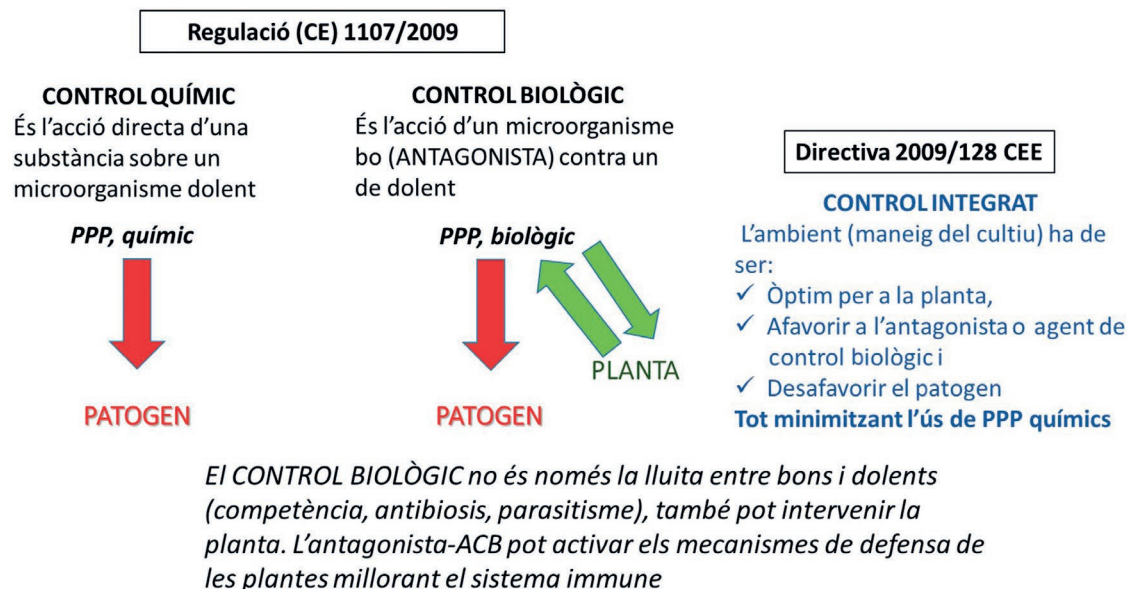 Regulació (CE) 1107/2009
CONTROL QUÍMIC
És l'acció directa d'una
substància sobre un
microorganisme dolent
PPP, químic
PATOGEN
CONTROL BIOLÒGIC
És l'acció d'un microorganisme
bo (ANTAGONISTA) contra un
de dolent
PPP, biològic
PLANTA
PATOGEN
Directiva 2009/128 CEE
CONTROL INTEGRAT
L'ambient (maneig del cultiu) ha de
ser:
✓ Òptim per a la planta,
✓ Afavorir a l'antagonista o agent de
control biològic i
✓ Desafavorir el patogen
Tot minimitzant l'ús de PPP químics
El CONTROL BIOLÒGIC no és només la lluita entre bons i dolents
(competència, antibiosis, parasitisme), també pot intervenir la
planta. L'antagonista-ACB pot activar els mecanismes de defensa de
les plantes millorant el sistema immune